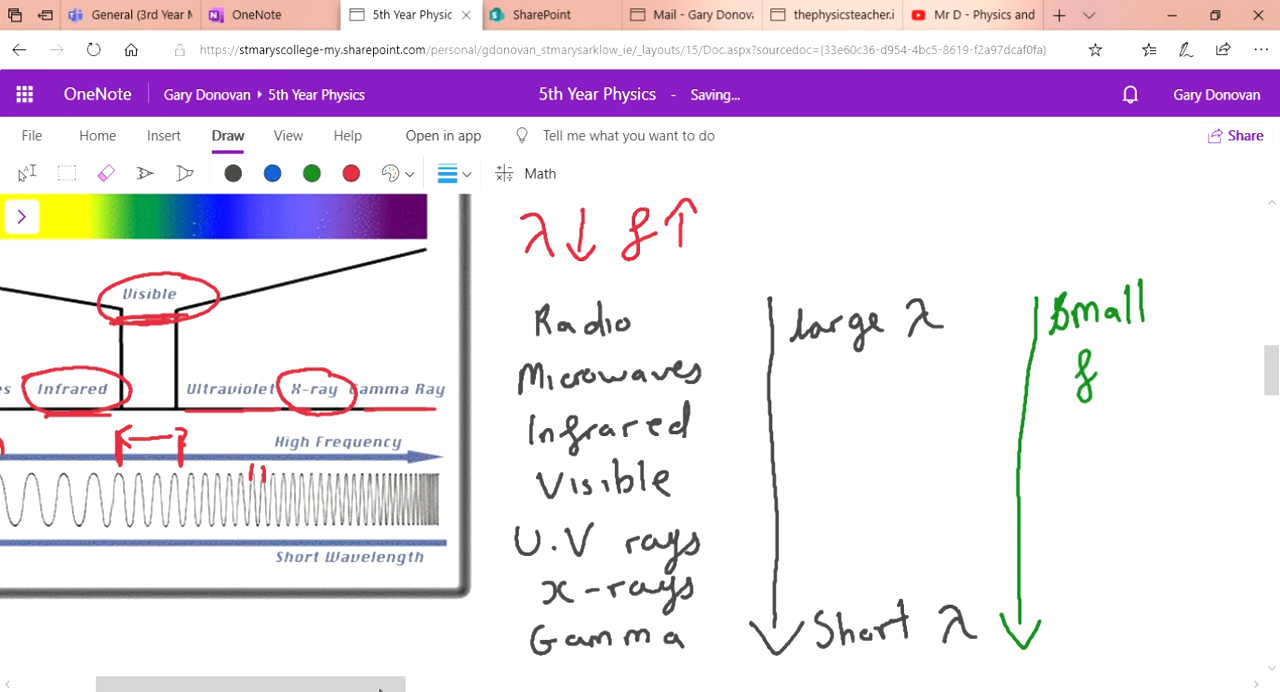 General (3rd Year M
OneNote
5th Year Physic
SharePoint
Mail - Gary Donova
thephysicsteacher.i
Mr D - Physics and
https://stmaryscollege-my.sharepoint.com/personal/gdonovan_stmarysarklow_ie/_layouts/15/Doc.aspx?sourcedoc={33e60c36-d954-4bc5-8619-f2a97dcaf0fa}
OneNote
Gary Donovan › 5th Year Physics
5th Year Physics - Saving...
Gary Donovan
File
Home
Insert
Draw
View
Help
Open in app
Tell me what you want to do
Share
Math
λ↓ f↑
Visible
es
Infrared
Ultraviolet
X-ray
Gamma Ray
High Frequency
Short Wavelength
Radio
Microwaves
Infrared
Visible
U.V rays
x-rays
Gamma
large λ
Short λ
Small
f